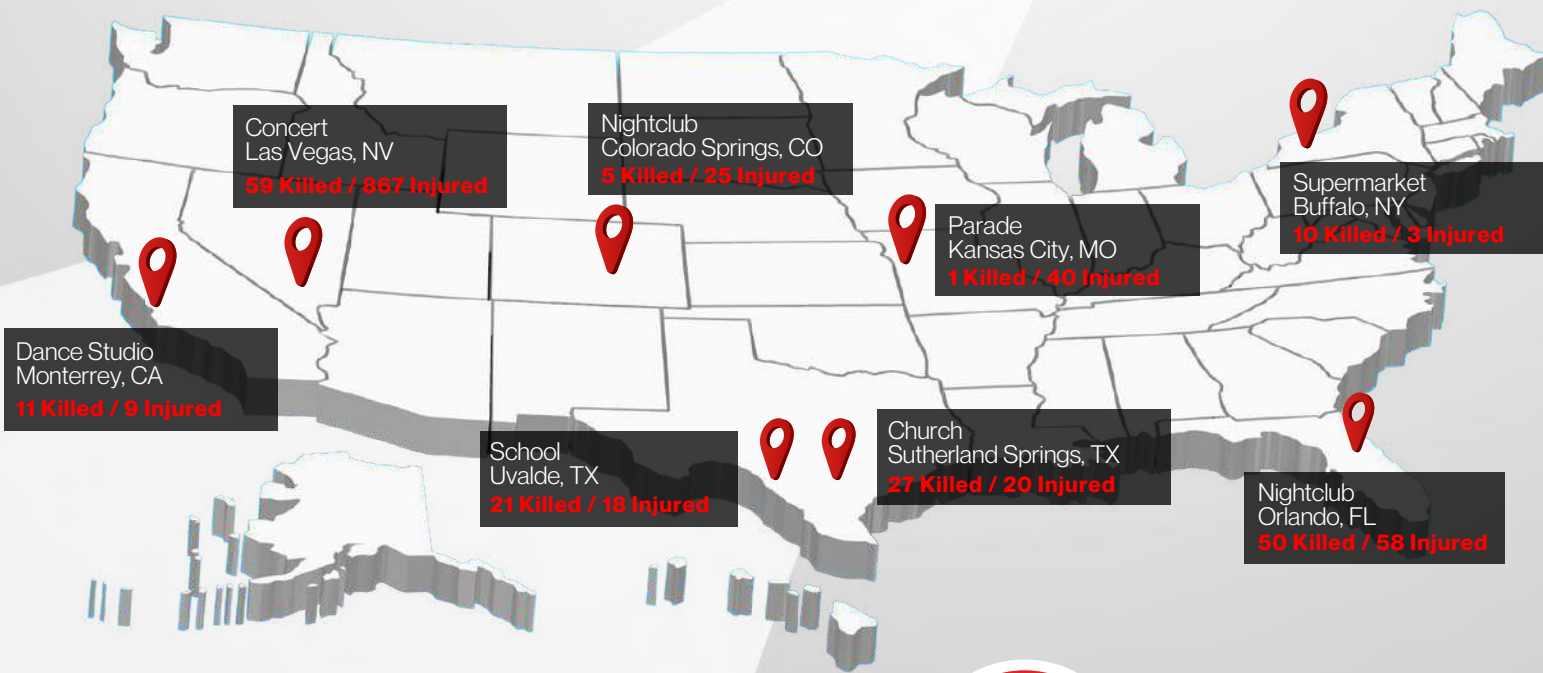 Concert
Las Vegas, NV
59 Killed / 867 Injured
Nightclub
Colorado Springs, CO
5 Killed / 25 Injured
Supermarket
Buffalo, NY
10 Killed / 3 Injured
Parade
Kansas City, MO
1 Killed / 40 Injured
Dance Studio
Monterrey, CA
11 Killed / 9 Injured
School
Uvalde, TX
21 Killed / 18 Injured
Church
Sutherland Springs, TX
27 Killed / 20 Injured
Nightclub
Orlando, FL
50 Killed / 58 Injured